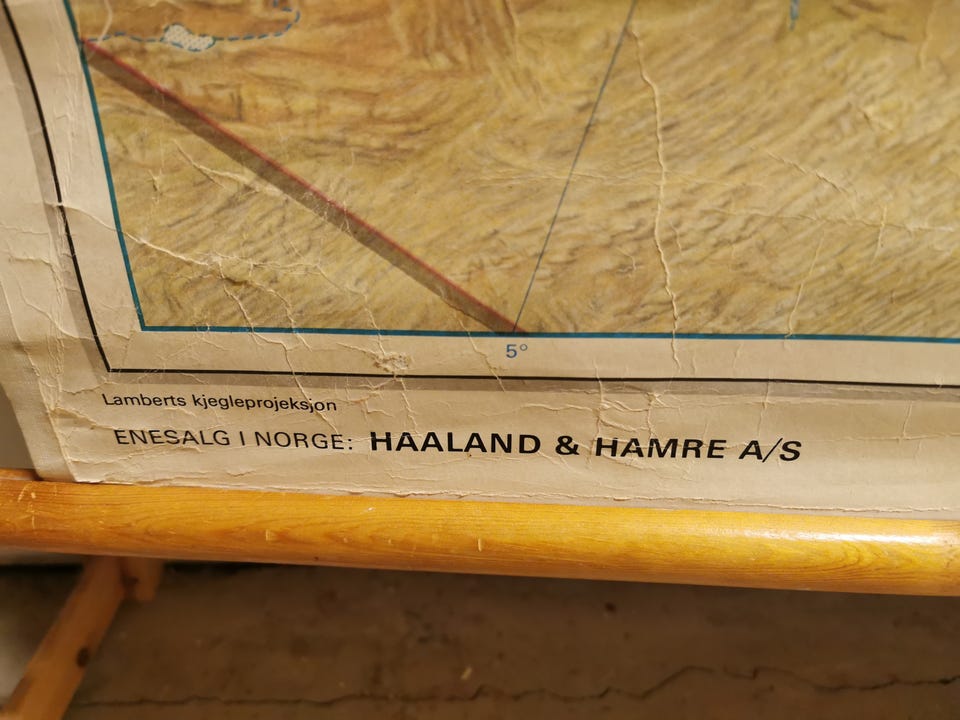 5°
Lamberts kjegleprojeksjon
ENESALG I NORGE: HAALAND & HAMRE A/S